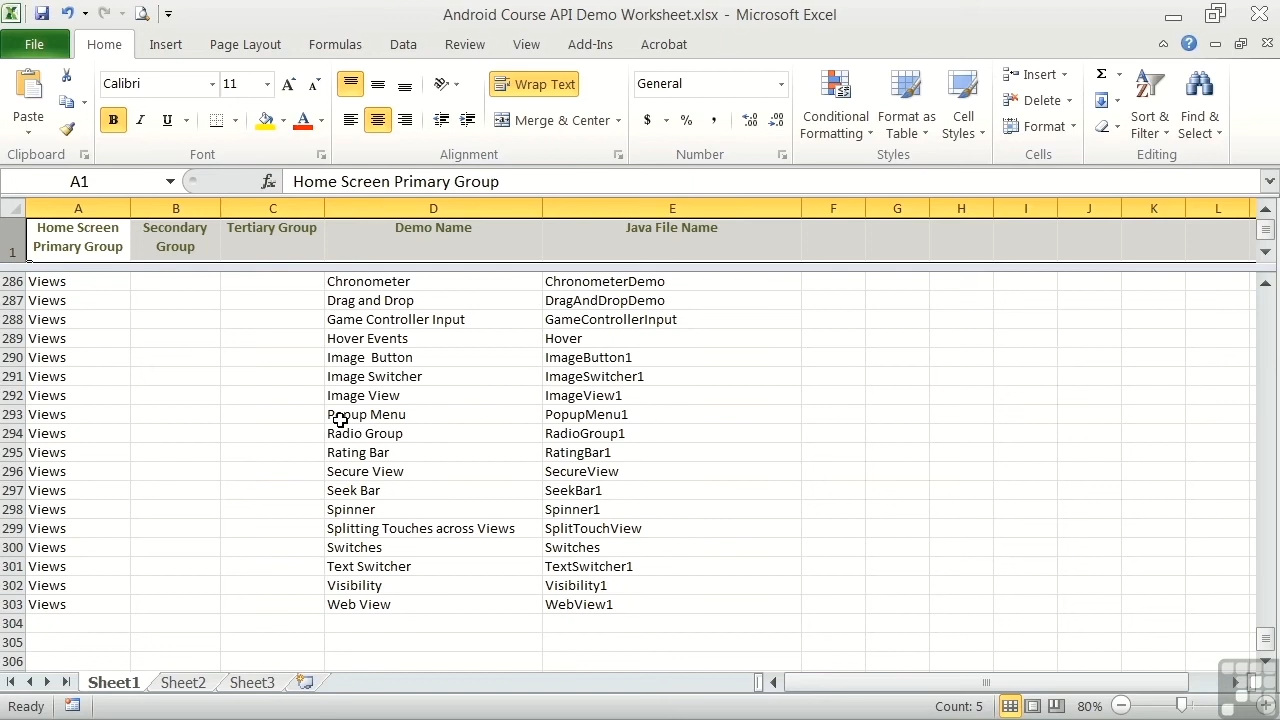 Android Course API Demo Worksheet.xlsx - Microsoft Excel
File Home Insert Page Layout Formulas Data Review View Add-Ins Acrobat
Paste
Clipboard
Calibri 11
B I U A
Font
Wrap Text
Merge & Center
Alignment
General
$ % ,
Number
Conditional Formatting
Format as Table
Cell Styles
Styles
Insert
Delete
Format
Cells
Sort & Filter
Find & Select
Editing
A1 fx Home Screen Primary Group
A B C D E F G H I J K L
1 Home Screen Primary Group Secondary Group Tertiary Group Demo Name Java File Name
286 Views Chronometer ChronometerDemo
287 Views Drag and Drop DragAndDropDemo
288 Views Game Controller Input GameControllerInput
289 Views Hover Events Hover
290 Views Image  Button ImageButton1
291 Views Image Switcher ImageSwitcher1
292 Views Image View ImageView1
293 Views Popup Menu PopupMenu1
294 Views Radio Group RadioGroup1
295 Views Rating Bar RatingBar1
296 Views Secure View SecureView
297 Views Seek Bar SeekBar1
298 Views Spinner Spinner1
299 Views Splitting Touches across Views SplitTouchView
300 Views Switches Switches
301 Views Text Switcher TextSwitcher1
302 Views Visibility Visibility1
303 Views Web View WebView1
304
305
306
Sheet1 Sheet2 Sheet3
Ready Count: 5 80%